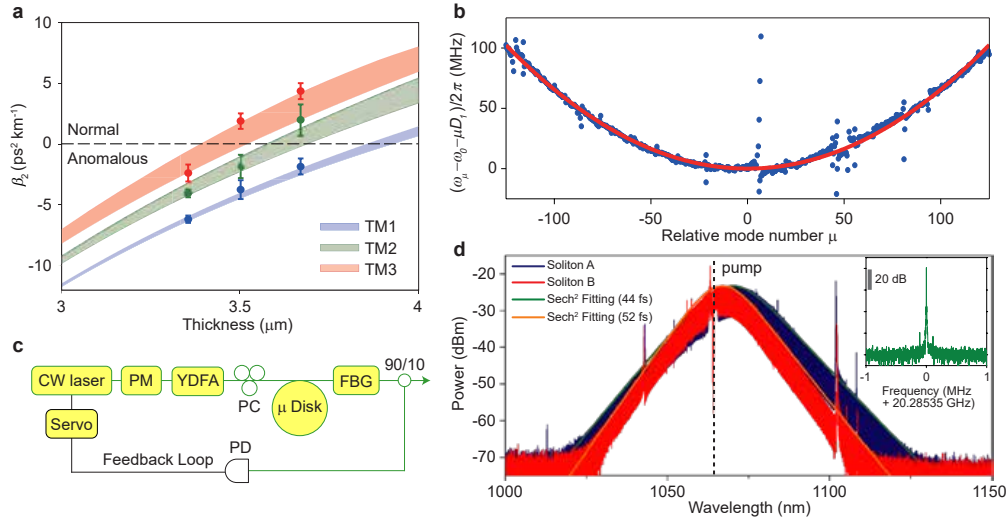 a
10
5
0
-5
-10
β₂ (ps² km⁻¹)
Normal
Anomalous
TM1
TM2
TM3
3
3.5
4
Thickness (μm)
b
100
50
0
(ω_μ-ω₀-μD₁)/2π (MHz)
-100
-50
0
50
100
Relative mode number μ
c
CW laser
PM
YDFA
PC
μ Disk
FBG
90/10
Servo
PD
Feedback Loop
d
-20
-30
-40
-50
-60
-70
Power (dBm)
Soliton A
Soliton B
Sech² Fitting (44 fs)
Sech² Fitting (52 fs)
pump
20 dB
-1
0
1
Frequency (MHz
+ 20.28535 GHz)
1000
1050
1100
1150
Wavelength (nm)